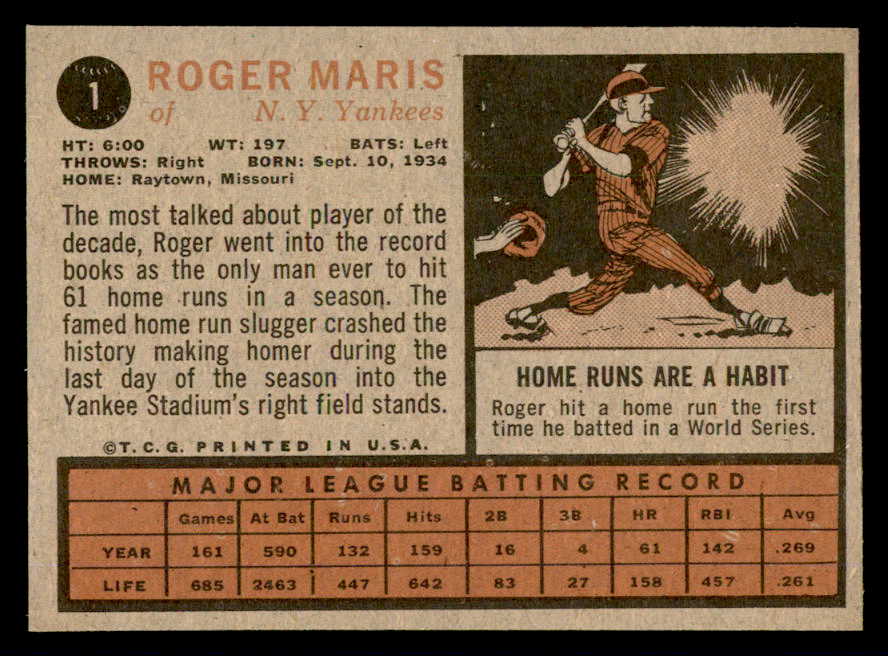 1
ROGER MARIS
of N. Y. Yankees
HT: 6:00 WT: 197 BATS: Left
THROWS: Right BORN: Sept. 10, 1934
HOME: Raytown, Missouri
The most talked about player of the
decade, Roger went into the record
books as the only man ever to hit
61 home runs in a season. The
famed home run slugger crashed the
history making homer during the
last day of the season into the
Yankee Stadium's right field stands.
©T. C. G. PRINTED IN U.S.A.
HOME RUNS ARE A HABIT
Roger hit a home run the first
time he batted in a World Series.
MAJOR LEAGUE BATTING RECORD
Games At Bat Runs Hits 2B 3B HR RBI Avg
YEAR 161 590 132 159 16 4 61 142 .269
LIFE 685 2463 447 642 83 27 158 457 .261